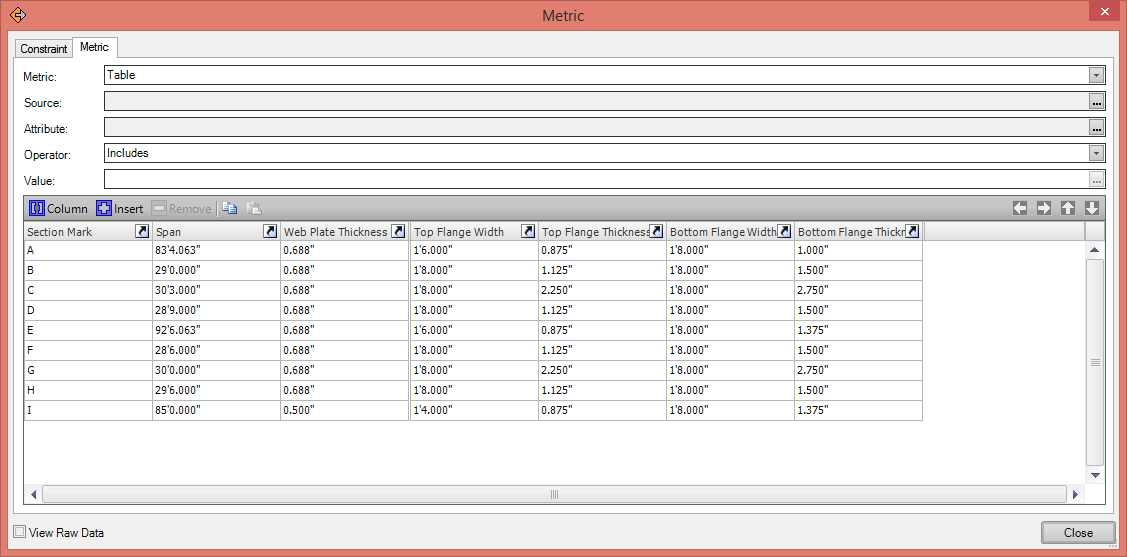 Metric
Constraint Metric
Metric: Table
Source: ...
Attribute: ...
Operator: Includes
Value: ...
Column Insert Remove
Section Mark Span Web Plate Thickness Top Flange Width Top Flange Thickness Bottom Flange Width Bottom Flange Thickr
A 83'4.063" 0.688" 1'6.000" 0.875" 1'8.000" 1.000"
B 29'0.000" 0.688" 1'8.000" 1.125" 1'8.000" 1.500"
C 30'3.000" 0.688" 1'8.000" 2.250" 1'8.000" 2.750"
D 28'9.000" 0.688" 1'8.000" 1.125" 1'8.000" 1.500"
E 92'6.063" 0.688" 1'6.000" 0.875" 1'8.000" 1.375"
F 28'6.000" 0.688" 1'8.000" 1.125" 1'8.000" 1.500"
G 30'0.000" 0.688" 1'8.000" 2.250" 1'8.000" 2.750"
H 29'6.000" 0.688" 1'8.000" 1.125" 1'8.000" 1.500"
I 85'0.000" 0.500" 1'4.000" 0.875" 1'8.000" 1.375"
View Raw Data Close